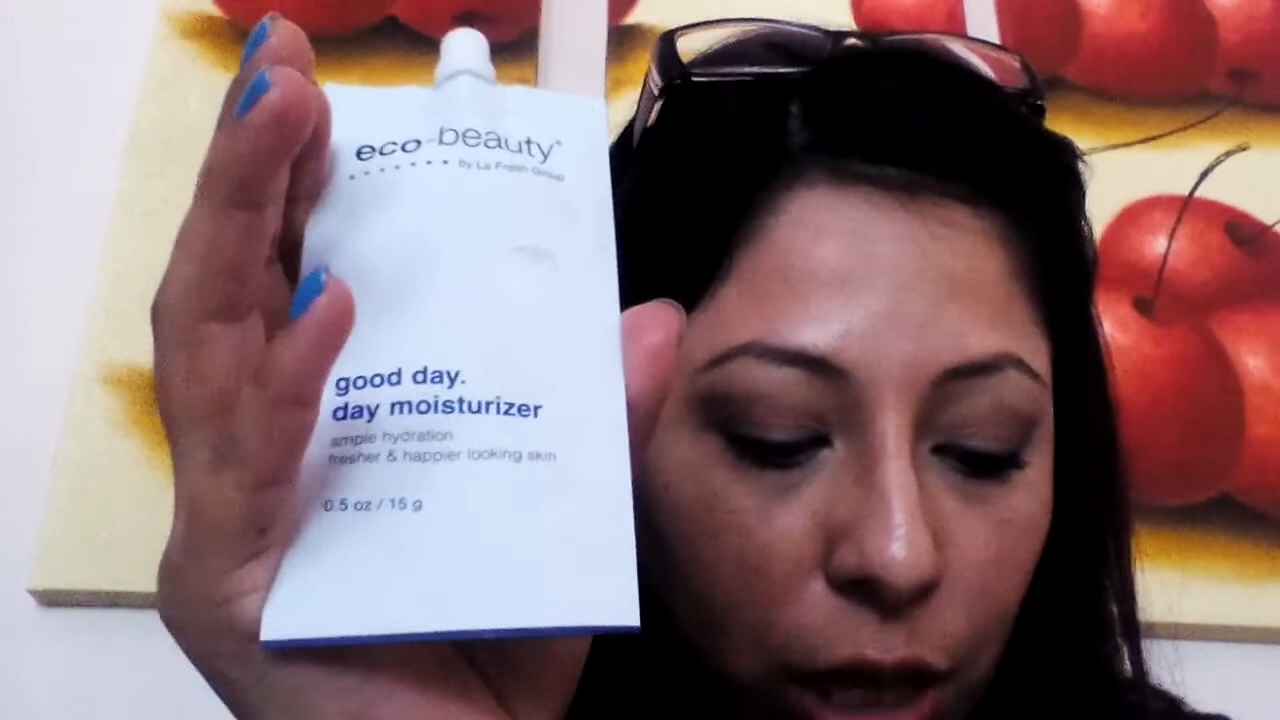 eco-beauty®
by La Fresh Group
good day.
day moisturizer
ample hydration
fresher & happier looking skin
0.5 oz / 15 g